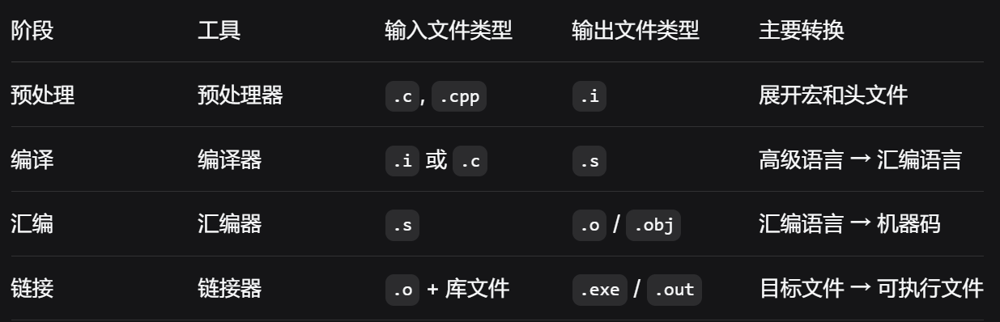 阶段 工具 输入文件类型 输出文件类型 主要转换
预处理 预处理器 .c, .cpp .i 展开宏和头文件
编译 编译器 .i 或 .c .s 高级语言 → 汇编语言
汇编 汇编器 .s .o / .obj 汇编语言 → 机器码
链接 链接器 .o + 库文件 .exe / .out 目标文件 → 可执行文件